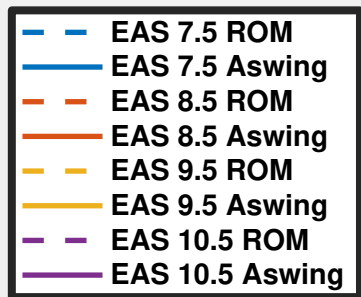 EAS 7.5 ROM
EAS 7.5 Aswing
EAS 8.5 ROM
EAS 8.5 Aswing
EAS 9.5 ROM
EAS 9.5 Aswing
EAS 10.5 ROM
EAS 10.5 Aswing